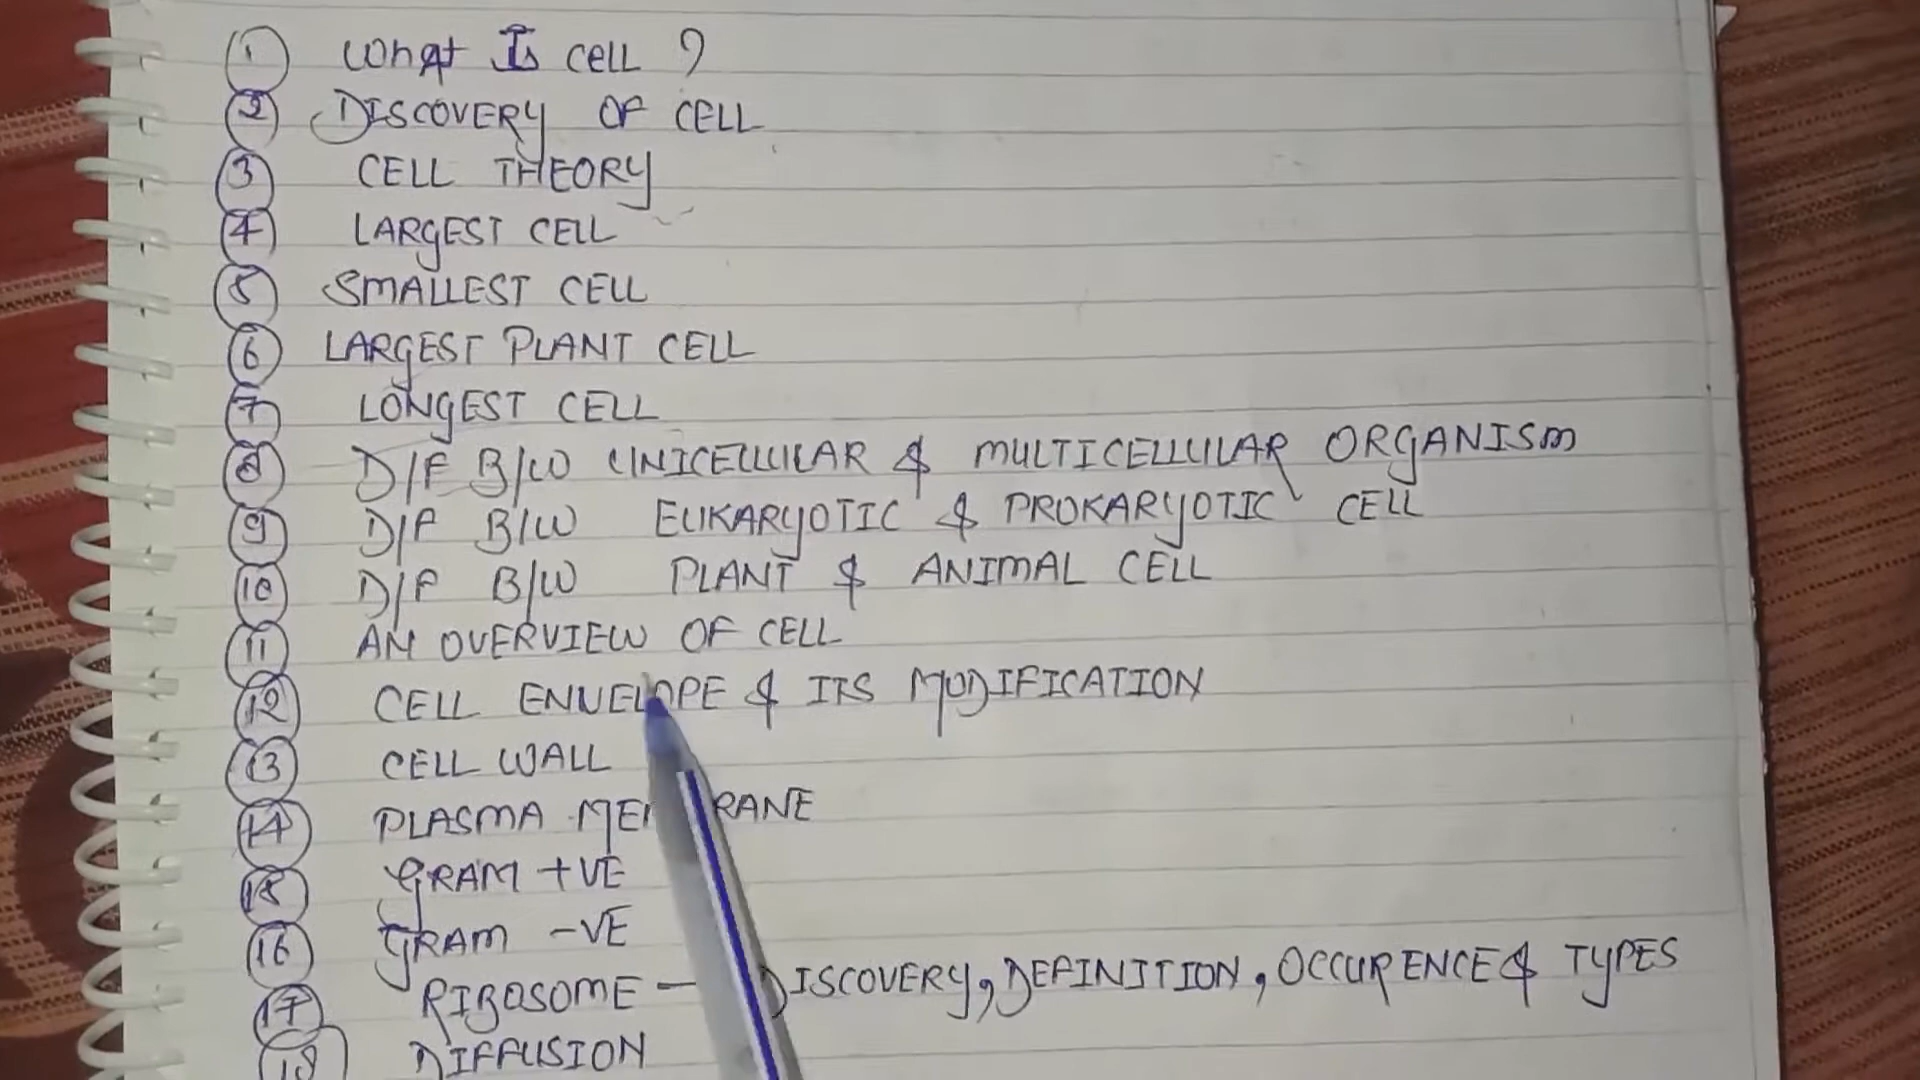 1 What Is cell ?
2 DISCOVERY OF CELL
3 CELL THEORY
4 LARGEST CELL
5 SMALLEST CELL
6 LARGEST PLANT CELL
7 LONGEST CELL
8 D/F B/W UNICELLULAR & MULTICELLULAR ORGANISM
9 D/F B/W EUKARYOTIC & PROKARYOTIC CELL
10 D/F B/W PLANT & ANIMAL CELL
11 AN OVERVIEW OF CELL
12 CELL ENVELOPE & ITS MODIFICATION
13 CELL WALL
14 PLASMA MEMBRANE
15 GRAM +VE
16 GRAM -VE
17 RIBOSOME - DISCOVERY, DEFINITION, OCCURENCE & TYPES
18 DIFFUSION